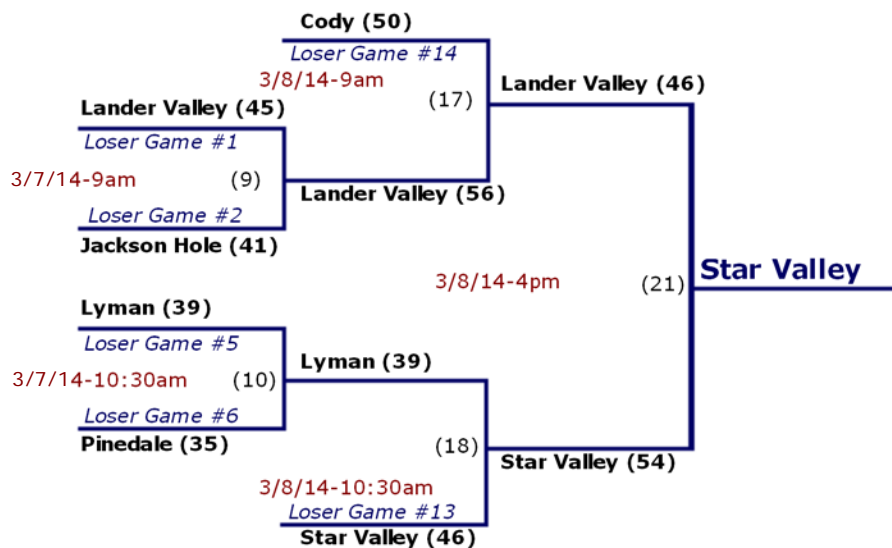 Cody (50)
Loser Game #14
3/8/14-9am
(17)
Lander Valley (46)
Lander Valley (45)
Loser Game #1
3/7/14-9am
(9)
Lander Valley (56)
Loser Game #2
Jackson Hole (41)
3/8/14-4pm
(21)
Star Valley
Lyman (39)
Loser Game #5
3/7/14-10:30am
(10)
Lyman (39)
Loser Game #6
Pinedale (35)
(18)
Star Valley (54)
3/8/14-10:30am
Loser Game #13
Star Valley (46)